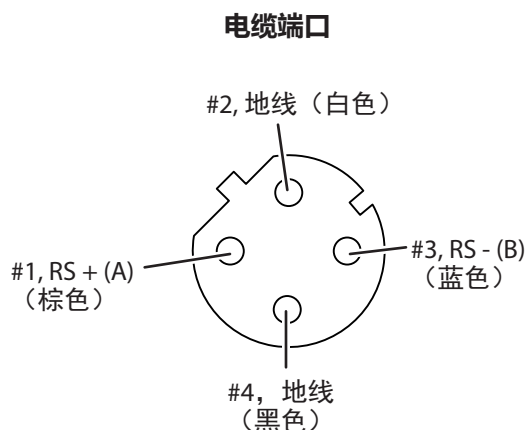 电缆端口
#2, 地线（白色）
#1, RS + (A)
（棕色）
#3, RS - (B)
（蓝色）
#4，地线
（黑色）